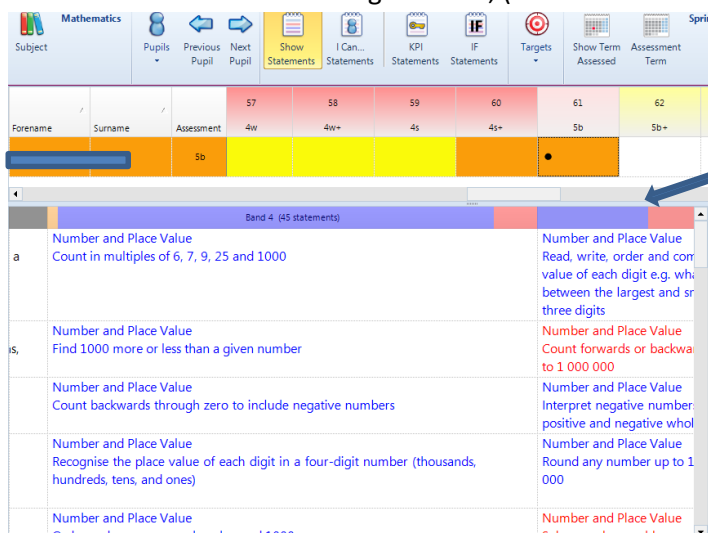 Mathematics
Subject
Pupils
Previous Pupil
Next Pupil
Show Statements
I Can... Statements
KPI Statements
IF
IF Statements
Targets
Show Term Assessed
Assessment Term
57 58 59 60 61 62
Forename Surname Assessment 4w 4w+ 4s 4s+ 5b 5b+
5b
Band 4 (45 statements)
Number and Place Value
a Count in multiples of 6, 7, 9, 25 and 1000
Number and Place Value
Find 1000 more or less than a given number
Number and Place Value
Count backwards through zero to include negative numbers
Number and Place Value
Recognise the place value of each digit in a four-digit number (thousands,
hundreds, tens, and ones)
Number and Place Value
Number and Place Value
Read, write, order and
value of each digit e.g.
between the largest and
three digits
Number and Place Value
Count forwards or
to 1 000 000
Number and Place Value
Interpret negative
positive and negative
Number and Place Value
Round any number up to 1
000
Number and Place Value